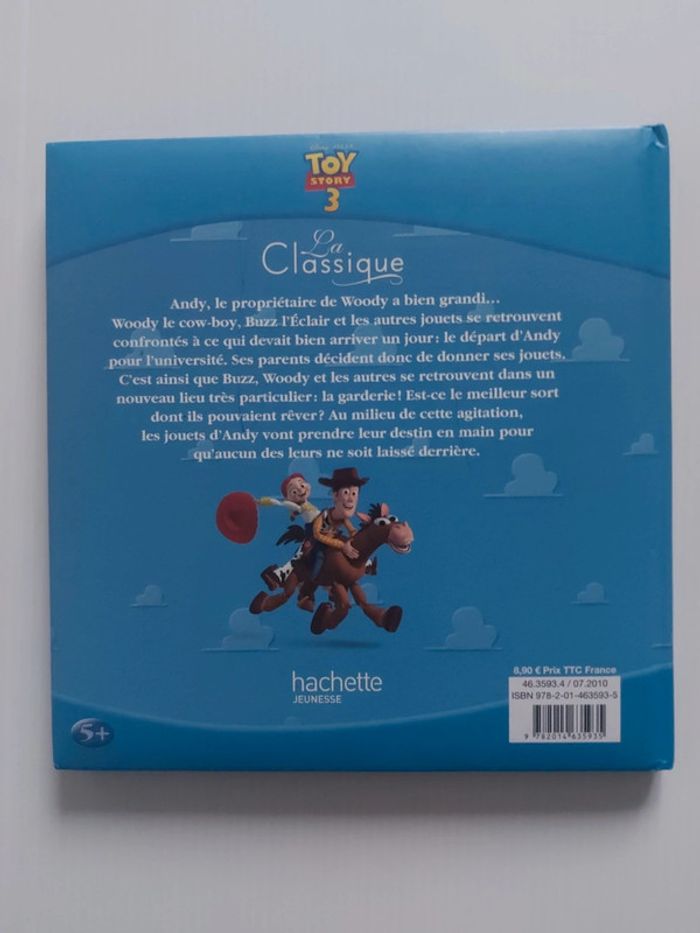 Disney · PIXAR
TOY
STORY
3
La
Classique
Andy, le propriétaire de Woody a bien grandi...
Woody le cow-boy, Buzz l'Éclair et les autres jouets se retrouvent
confrontés à ce qui devait bien arriver un jour : le départ d'Andy
pour l'université. Ses parents décident donc de donner ses jouets.
C'est ainsi que Buzz, Woody et les autres se retrouvent dans un
nouveau lieu très particulier : la garderie ! Est-ce le meilleur sort
dont ils pouvaient rêver ? Au milieu de cette agitation,
les jouets d'Andy vont prendre leur destin en main pour
qu'aucun des leurs ne soit laissé derrière.
hachette
JEUNESSE
5+
6,90 € Prix TTC France
46.3593.4 / 07.2010
ISBN 978-2-01-463593-5
9 782014 635935